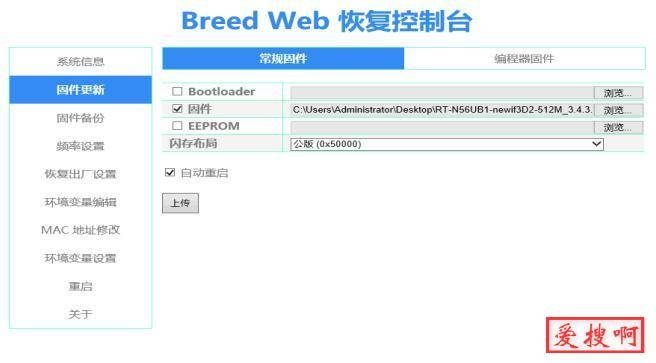 Breed Web 恢复控制台
系统信息
固件更新
固件备份
频率设置
恢复出厂设置
环境变量编辑
MAC 地址修改
环境变量设置
重启
关于
常规固件 编程器固件
Bootloader 浏览...
固件 C:\Users\Administrator\Desktop\RT-N56UB1-newif3D2-512M_3.4.3. 浏览...
EEPROM 浏览...
闪存布局 公版 (0x50000)
自动重启
上传
爱搜啊